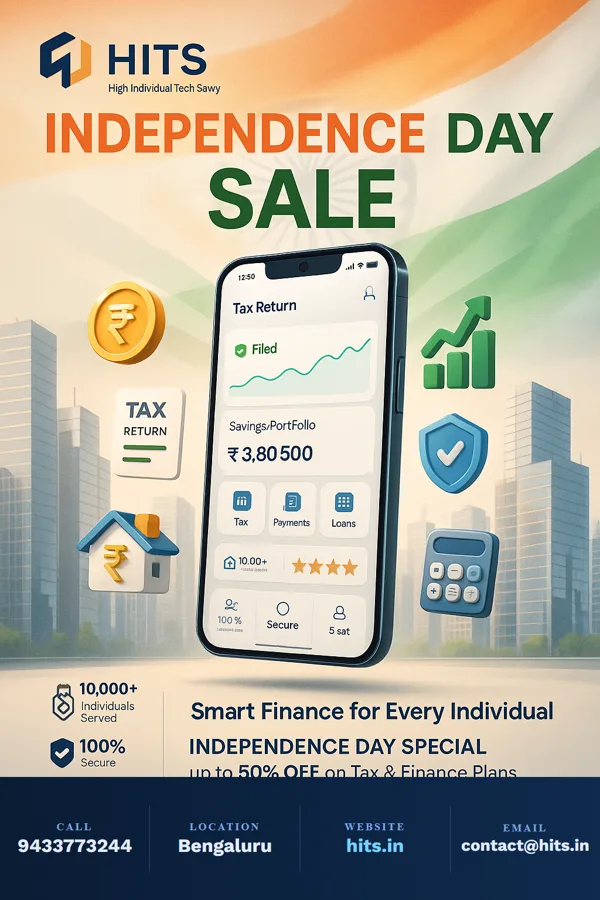 HITS
High Individual Tech Sawy
INDEPENDENCE DAY
SALE
12:50
Tax Return
Filed
Savings/PortFollo
₹ 3,80 500
Tax
Payments
Loans
10.00+
100 %
Secure
5 sat
TAX
RETURN
10,000+
Individuals
Served
100%
Secure
Smart Finance for Every Individual
INDEPENDENCE DAY SPECIAL
up to 50% OFF on Tax & Finance Plans
CALL
9433773244
LOCATION
Bengaluru
WEBSITE
hits.in
EMAIL
contact@hits.in